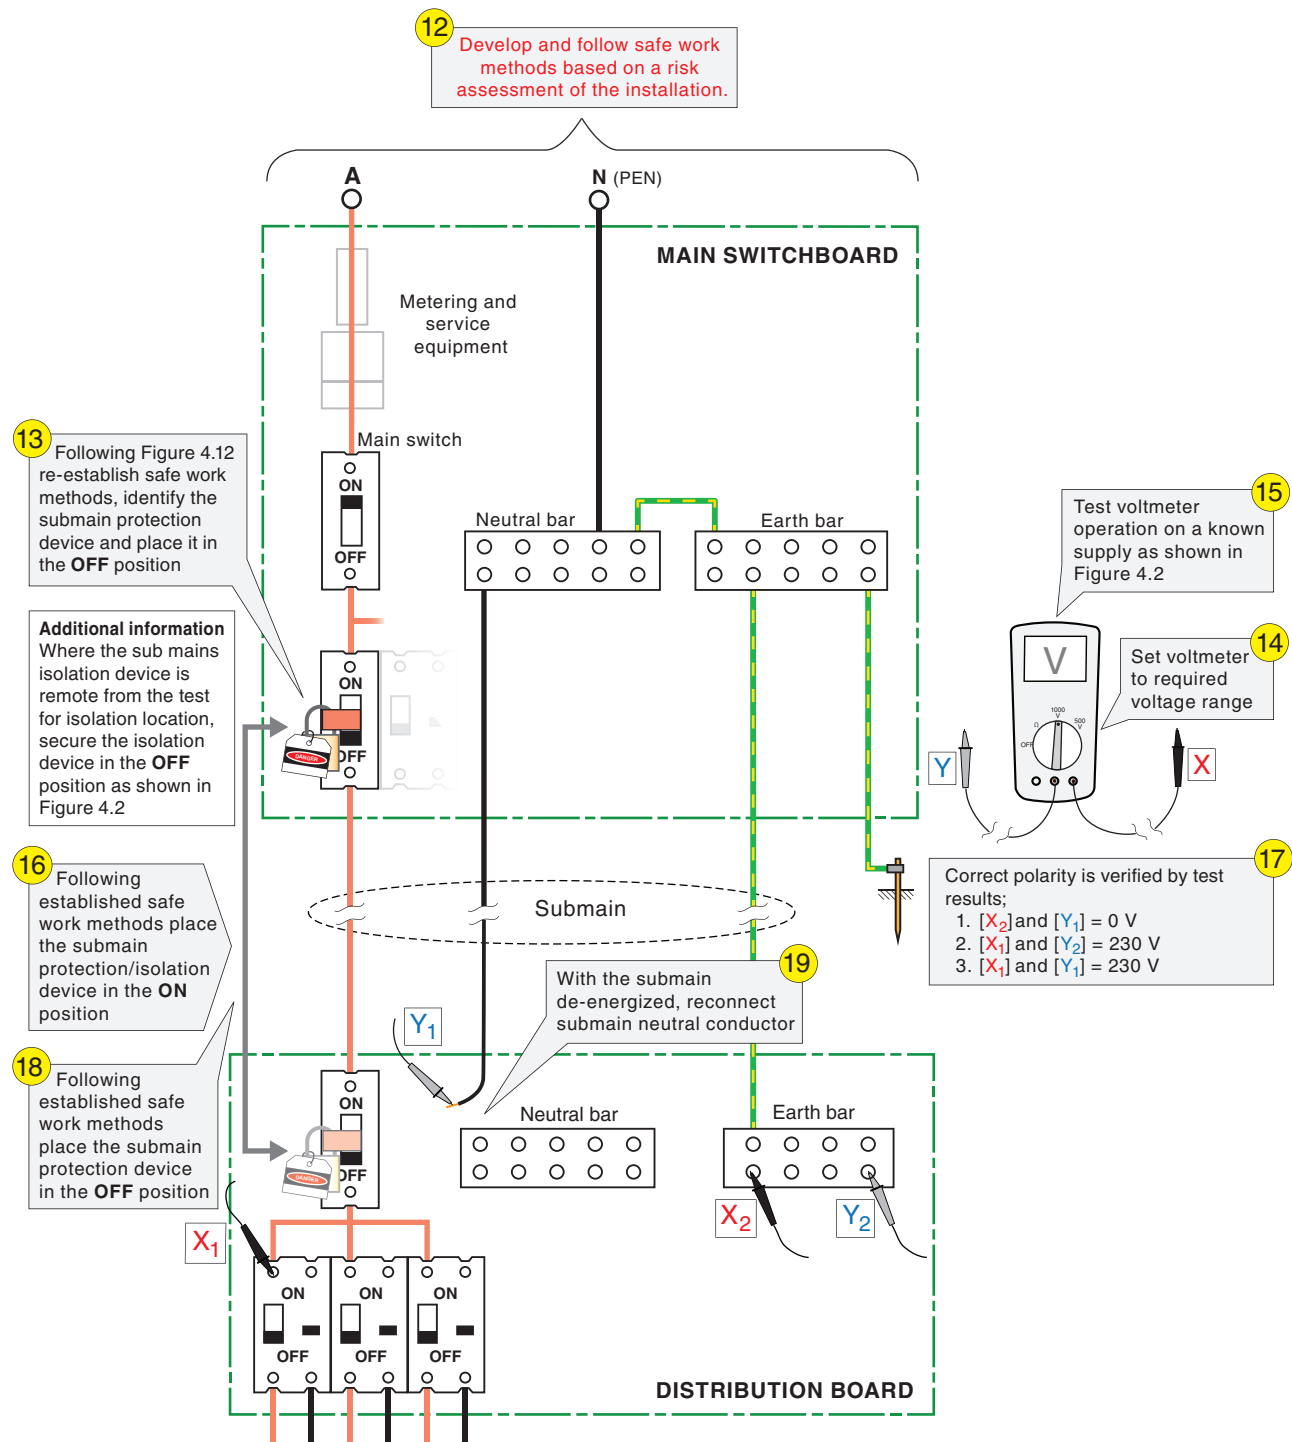 12
Develop and follow safe work
methods based on a risk
assessment of the installation.
A
N (PEN)
MAIN SWITCHBOARD
Metering and
service
equipment
13
Following Figure 4.12
re-establish safe work
methods, identify the
submain protection
device and place it in
the OFF position
Main switch
ON
OFF
Neutral bar
Earth bar
15
Test voltmeter
operation on a known
supply as shown in
Figure 4.2
Additional information
Where the sub mains
isolation device is
remote from the test
for isolation location,
secure the isolation
device in the OFF
position as shown in
Figure 4.2
ON
OFF
DANGER
V
14
Set voltmeter
to required
voltage range
1000
V
500
V
Ω
OFF
Y
X
16
Following
established safe
work methods place
the submain
protection/isolation
device in the ON
position
Submain
17
Correct polarity is verified by test
results;
1. [X2] and [Y1] = 0 V
2. [X1] and [Y2] = 230 V
3. [X1] and [Y1] = 230 V
19
With the submain
de-energized, reconnect
submain neutral conductor
Y1
18
Following
established safe
work methods
place the submain
protection device
in the OFF position
ON
OFF
DANGER
Neutral bar
Earth bar
X1
X2
Y2
ON ON ON
OFF OFF OFF
DISTRIBUTION BOARD